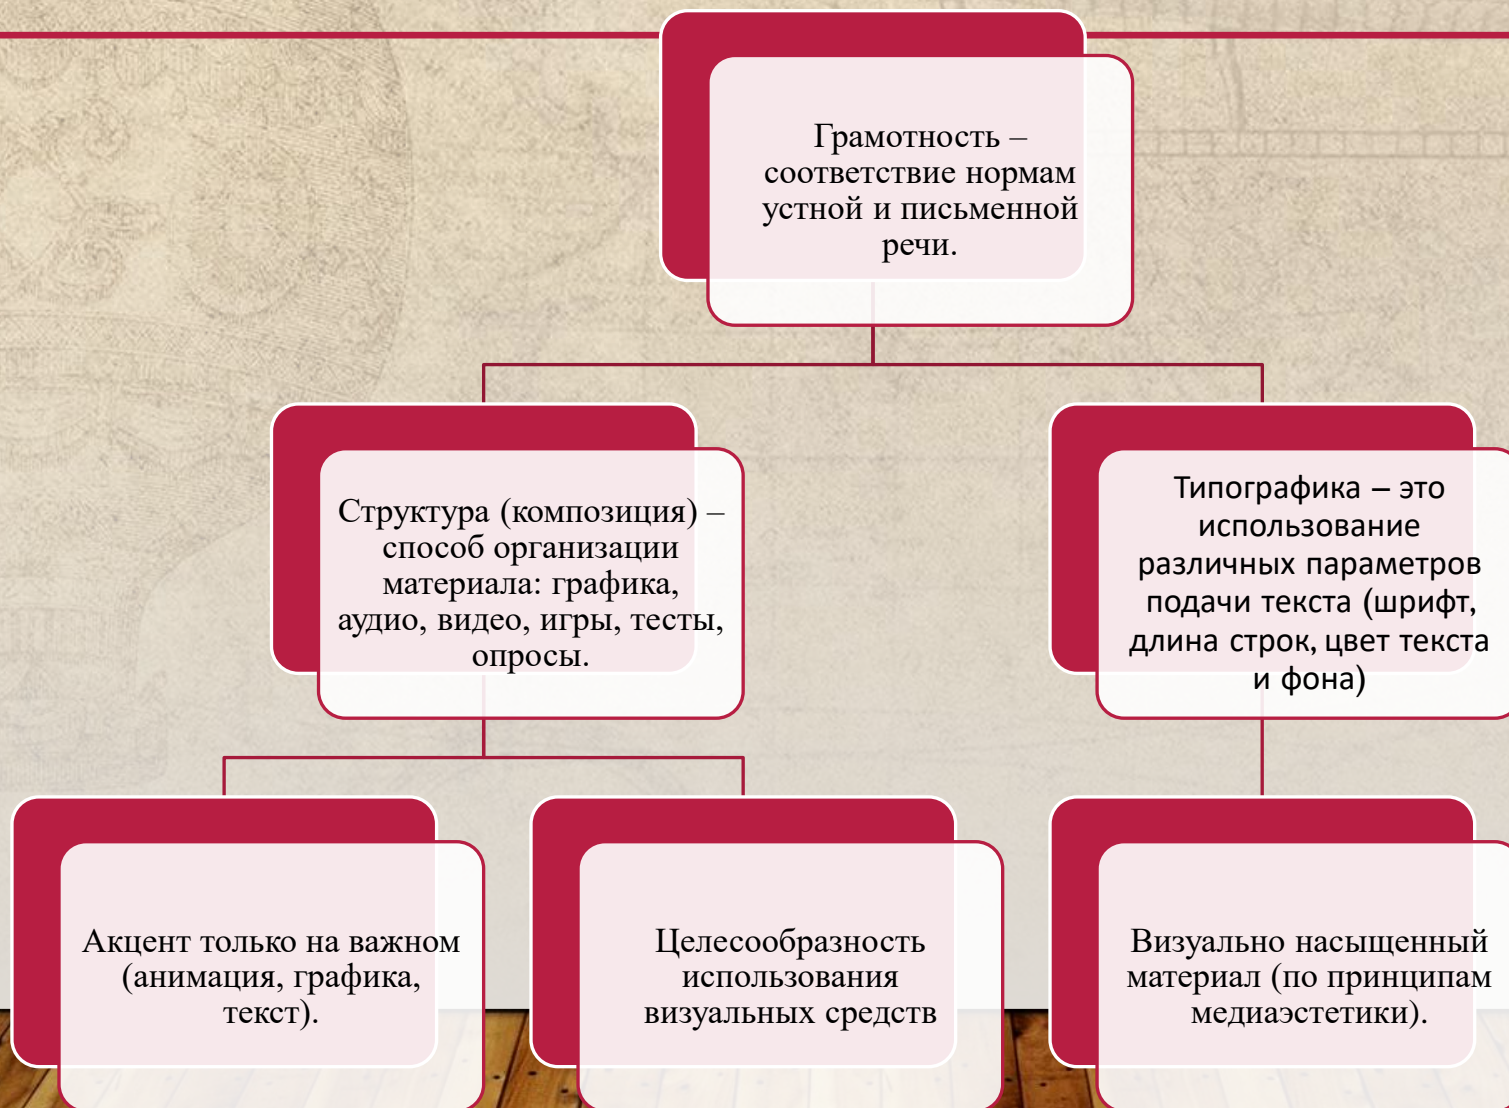 Грамотность –
соответствие нормам
устной и письменной
речи.
Структура (композиция) –
способ организации
материала: графика,
аудио, видео, игры, тесты,
опросы.
Типографика – это
использование
различных параметров
подачи текста (шрифт,
длина строк, цвет текста
и фона)
Акцент только на важном
(анимация, графика,
текст).
Целесообразность
использования
визуальных средств
Визуально насыщенный
материал (по принципам
медиаэстетики).